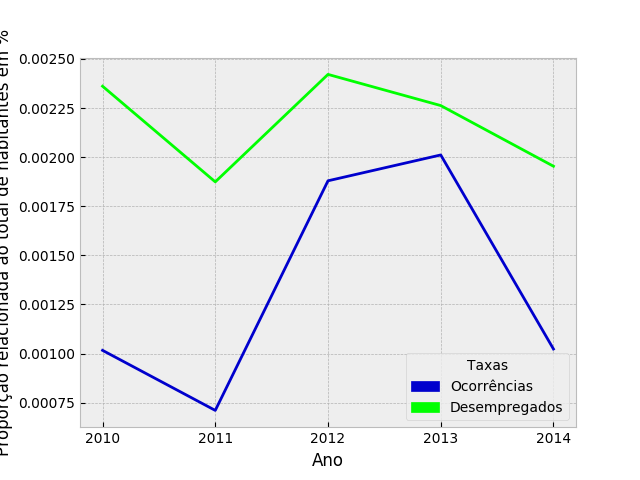 Proporção relacionada ao total de habitantes em %
0.00250
0.00225
0.00200
0.00175
0.00150
0.00125
0.00100
0.00075
Taxas
Ocorrências
Desempregados
2010 2011 2012 2013 2014
Ano